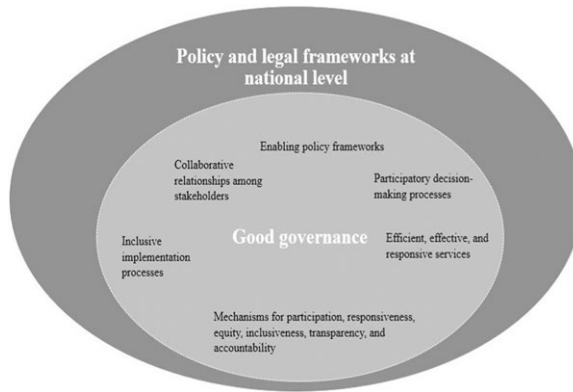 Policy and legal frameworks at
national level
Enabling policy frameworks
Collaborative
relationships among
stakeholders
Participatory decision-
making processes
Good governance
Efficient, effective, and
responsive services
Inclusive
implementation
processes
Mechanisms for participation, responsiveness,
equity, inclusiveness, transparency, and
accountability